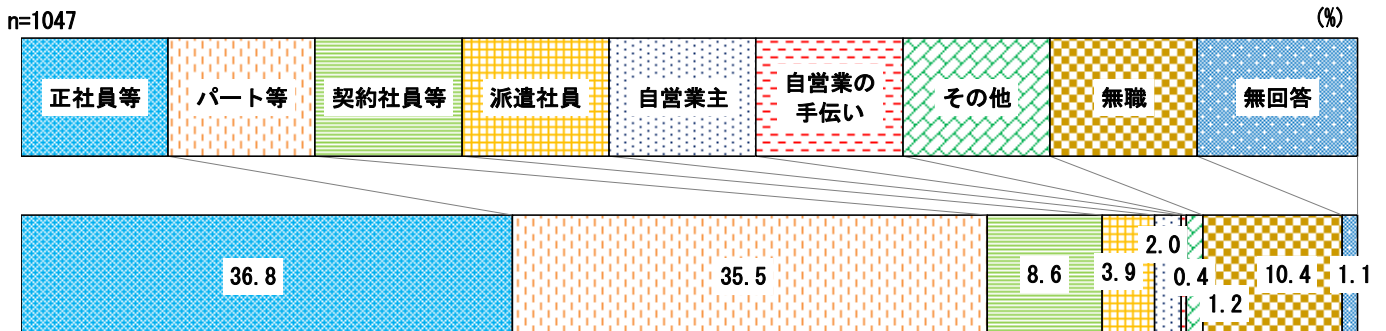 n=1047
(%)
正社員等
パート等
契約社員等
派遣社員
自営業主
自営業の
手伝い
その他
無職
無回答
36.8
35.5
8.6
3.9
2.0
0.4
1.2
10.4
1.1